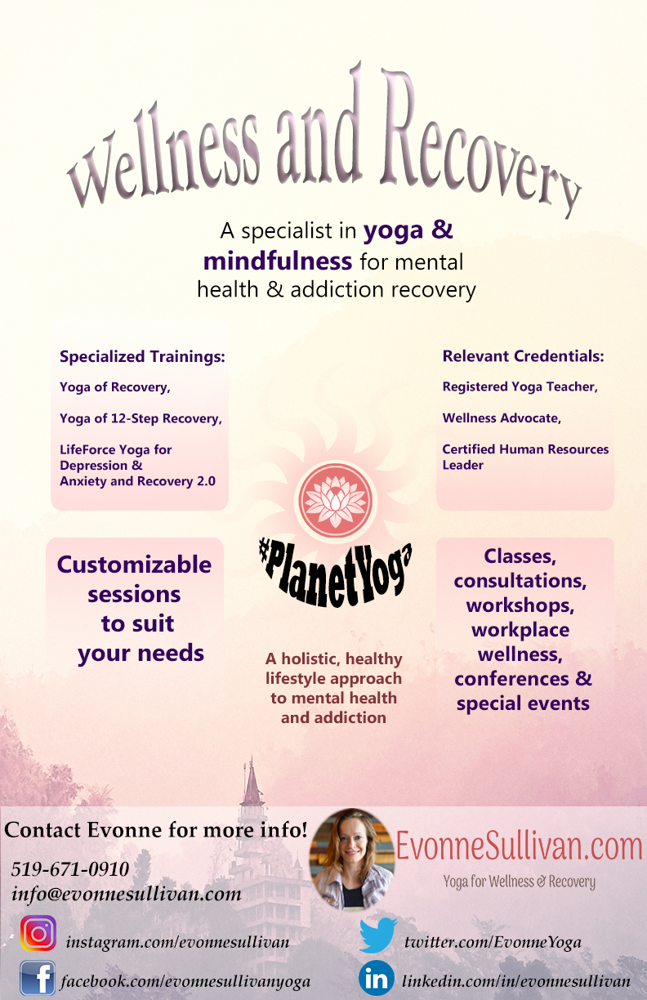 Wellness and Recovery
A specialist in yoga &
mindfulness for mental
health & addiction recovery
Specialized Trainings:
Yoga of Recovery,
Yoga of 12-Step Recovery,
LifeForce Yoga for
Depression &
Anxiety and Recovery 2.0
Relevant Credentials:
Registered Yoga Teacher,
Wellness Advocate,
Certified Human Resources
Leader
#PlanetYoga
Customizable
sessions
to suit
your needs
A holistic, healthy
lifestyle approach
to mental health
and addiction
Classes,
consultations,
workshops,
workplace
wellness,
conferences &
special events
Contact Evonne for more info!
519-671-0910
info@evonnesullivan.com
EvonneSullivan.com
Yoga for Wellness & Recovery
instagram.com/evonnesullivan
twitter.com/EvonneYoga
facebook.com/evonnesullivanyoga
linkedin.com/in/evonnesullivan